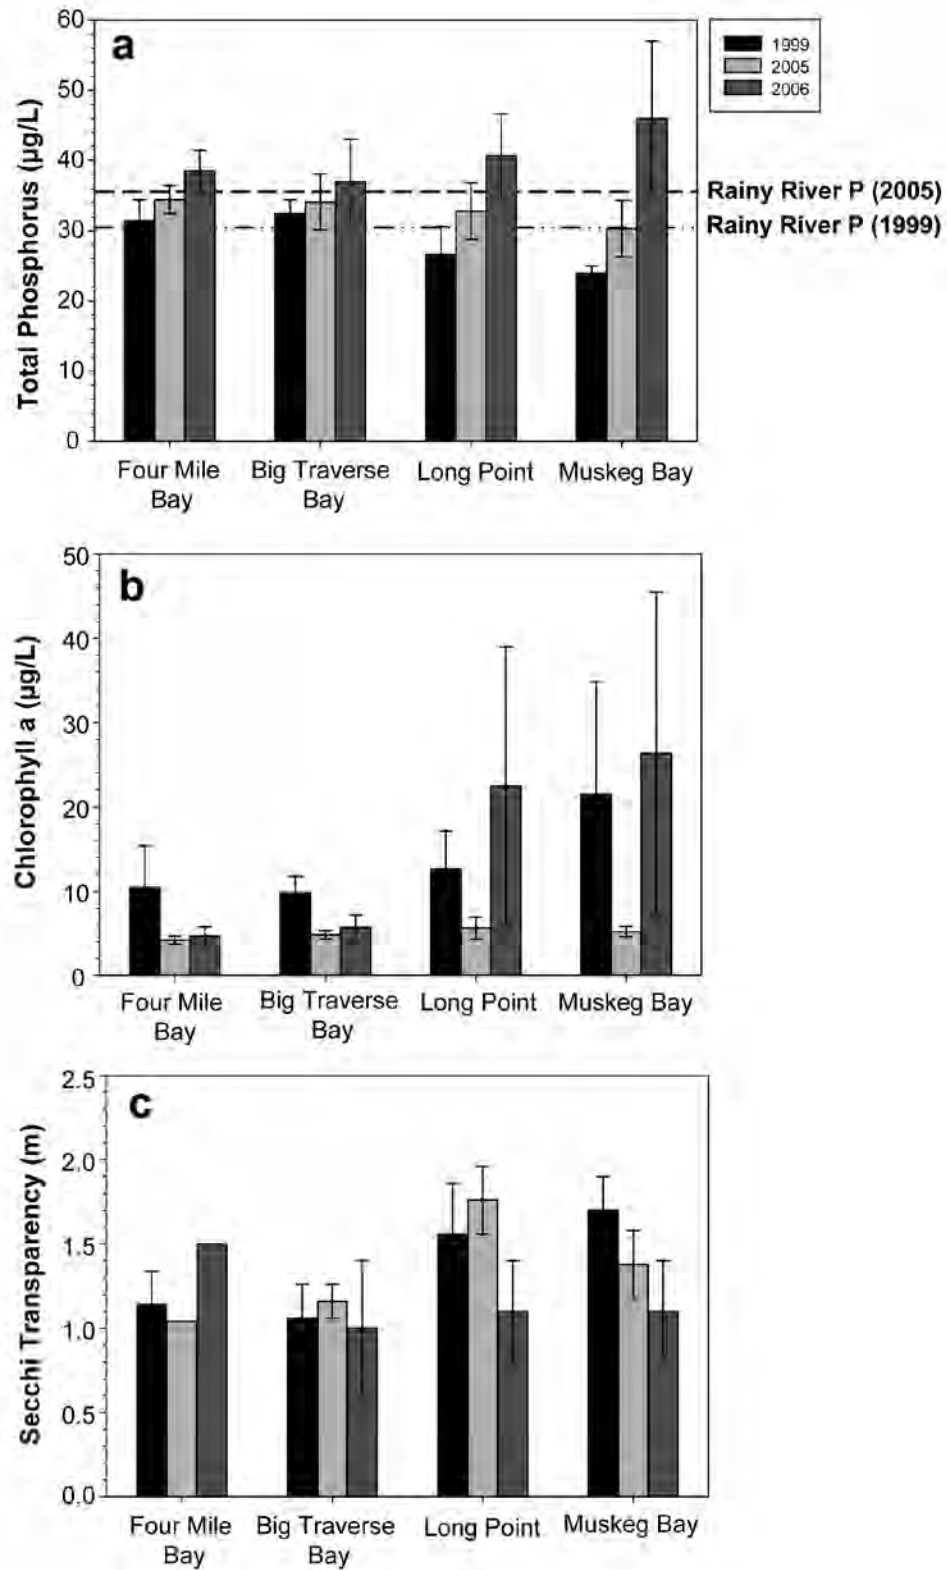 a
60
50
40
30
20
10
0
Total Phosphorus (µg/L)
1999
2005
2006
Rainy River P (2005)
Rainy River P (1999)
Four Mile Bay
Big Traverse Bay
Long Point
Muskeg Bay
b
50
40
30
20
10
0
Chlorophyll a (µg/L)
Four Mile Bay
Big Traverse Bay
Long Point
Muskeg Bay
c
2.5
2.0
1.5
1.0
0.5
0.0
Secchi Transparency (m)
Four Mile Bay
Big Traverse Bay
Long Point
Muskeg Bay